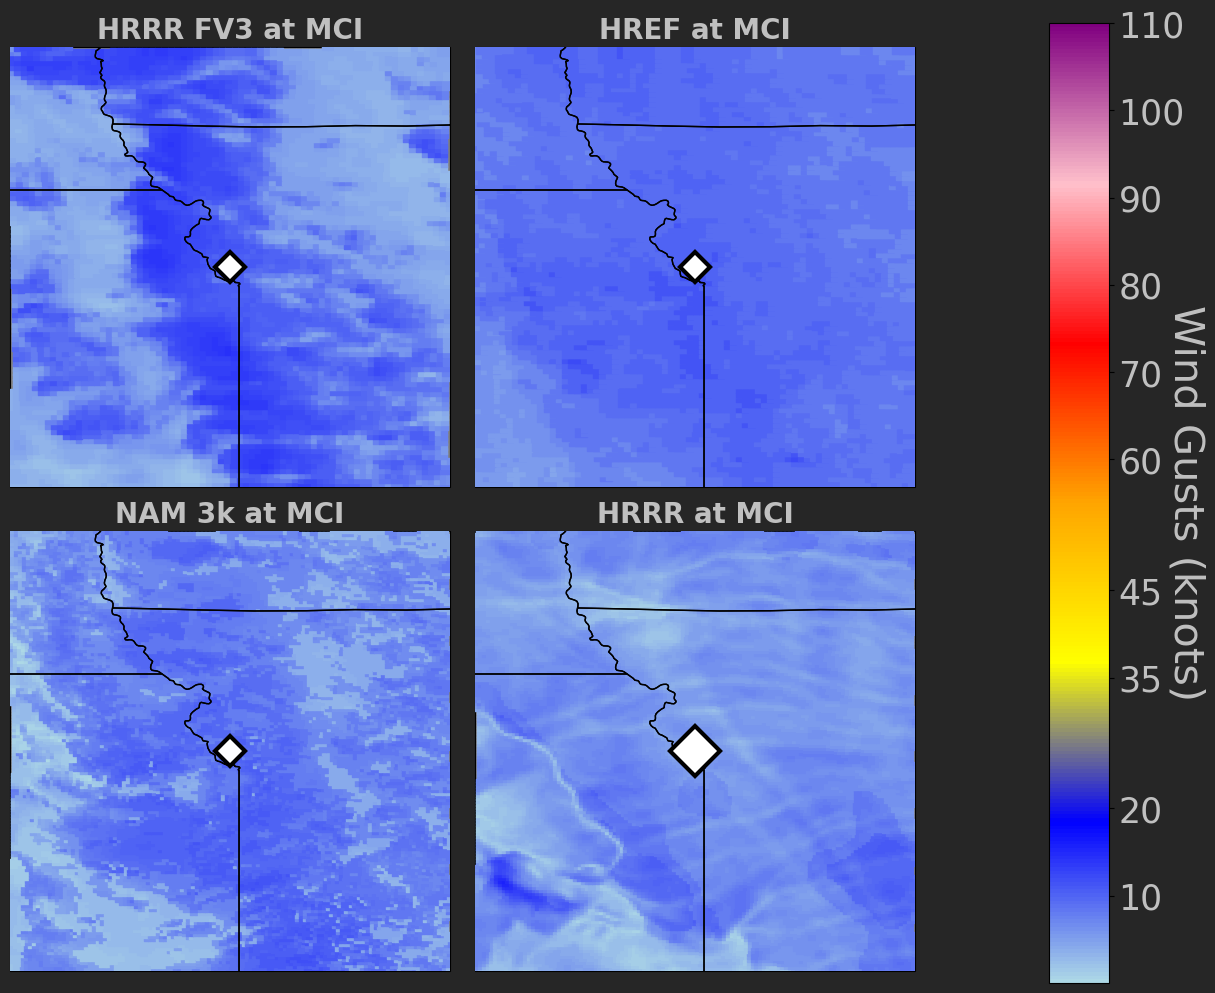 HRRR FV3 at MCI
HREF at MCI
NAM 3k at MCI
HRRR at MCI
110
100
90
80
70
60
45
35
20
10
Wind Gusts (knots)